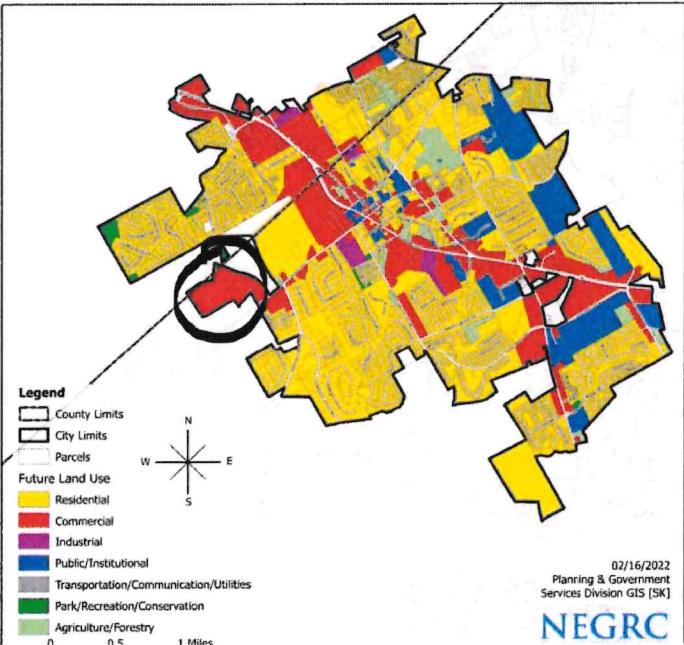 Legend
County Limits
City Limits
Parcels
Future Land Use
Residential
Commercial
Industrial
Public/Institutional
Transportation/Communication/Utilities
Park/Recreation/Conservation
Agriculture/Forestry
0 0.5 1 Miles
N
W E
S
02/16/2022
Planning & Government
Services Division GIS [SK]
NEGRC